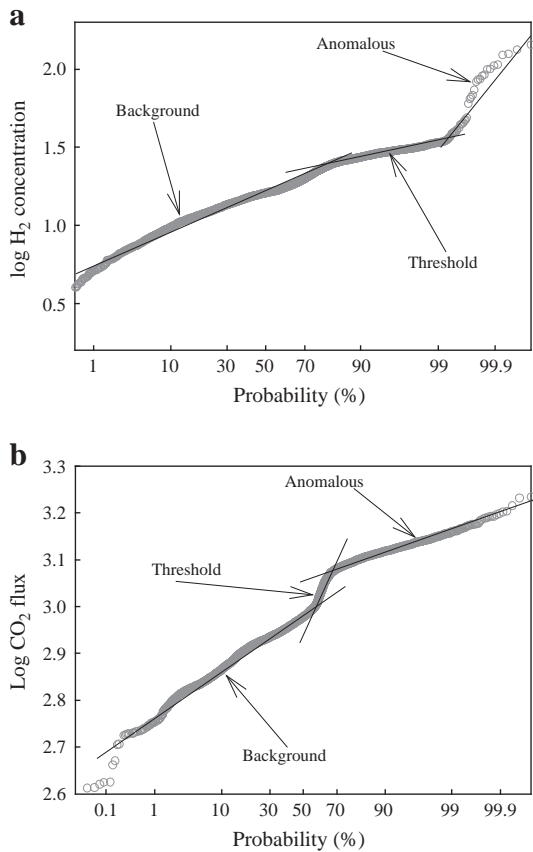 a
log H₂ concentration
2.0
1.5
1.0
0.5
Anomalous
Background
Threshold
1 10 30 50 70 90 99 99.9
Probability (%)
b
Log CO₂ flux
3.3
3.2
3.1
3.0
2.9
2.8
2.7
2.6
Anomalous
Threshold
Background
0.1 1 10 30 50 70 90 99 99.9
Probability (%)